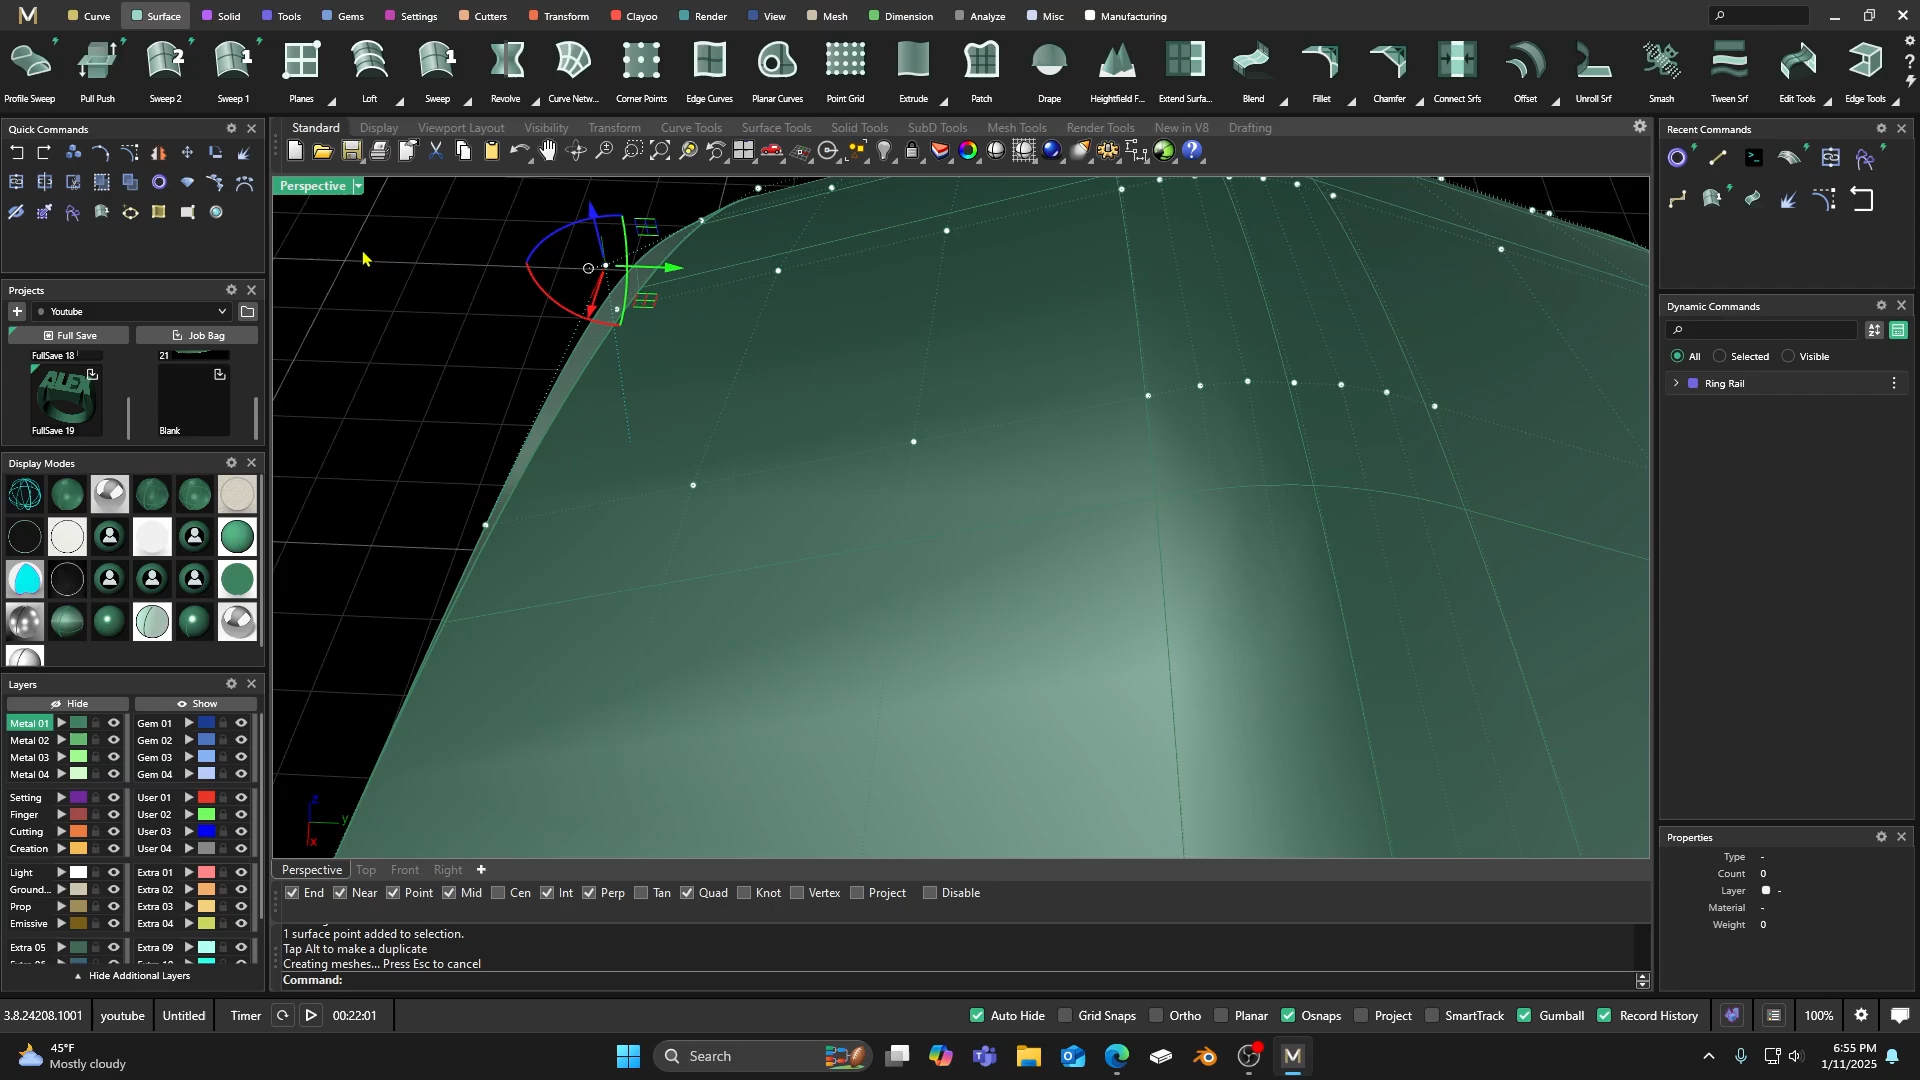 Curve
Surface
Solid
Tools
Gems
Settings
Cutters
Transform
Clayoo
Render
View
Mesh
Dimension
Analyze
Misc
Manufacturing
Profile Sweep
Pull Push
Sweep 2
Sweep 1
Planes
Loft
Sweep
Revolve
Curve Netw...
Corner Points
Edge Curves
Planar Curves
Point Grid
Extrude
Patch
Drape
Heightfield F...
Extend Surfa...
Blend
Fillet
Chamfer
Connect Srfs
Offset
Unroll Srf
Smash
Tween Srf
Edit Tools
Edge Tools
Quick Commands
Standard
Display
Viewport Layout
Visibility
Transform
Curve Tools
Surface Tools
Solid Tools
SubD Tools
Mesh Tools
Render Tools
New in V8
Drafting
Recent Commands
Perspective
Projects
Youtube
Full Save
Job Bag
FullSave 18
21
FullSave 19
Blank
Dynamic Commands
All
Selected
Visible
Ring Rail
Display Modes
Layers
Hide
Show
Metal 01
Gem 01
Metal 02
Gem 02
Metal 03
Gem 03
Metal 04
Gem 04
Setting
User 01
Finger
User 02
Cutting
User 03
Creation
User 04
Light
Extra 01
Ground...
Extra 02
Prop
Extra 03
Emissive
Extra 04
Extra 05
Extra 09
Hide Additional Layers
z
y
x
Perspective
Top
Front
Right
End
Near
Point
Mid
Cen
Int
Perp
Tan
Quad
Knot
Vertex
Project
Disable
1 surface point added to selection.
Tap Alt to make a duplicate
Creating meshes... Press Esc to cancel
Command:
Properties
Type -
Count 0
Layer -
Material -
Weight 0
3.8.24208.1001
youtube
Untitled
Timer
00:22:01
Auto Hide
Grid Snaps
Ortho
Planar
Osnaps
Project
SmartTrack
Gumball
Record History
100%
45°F
Mostly cloudy
Search
6:55 PM
1/11/2025